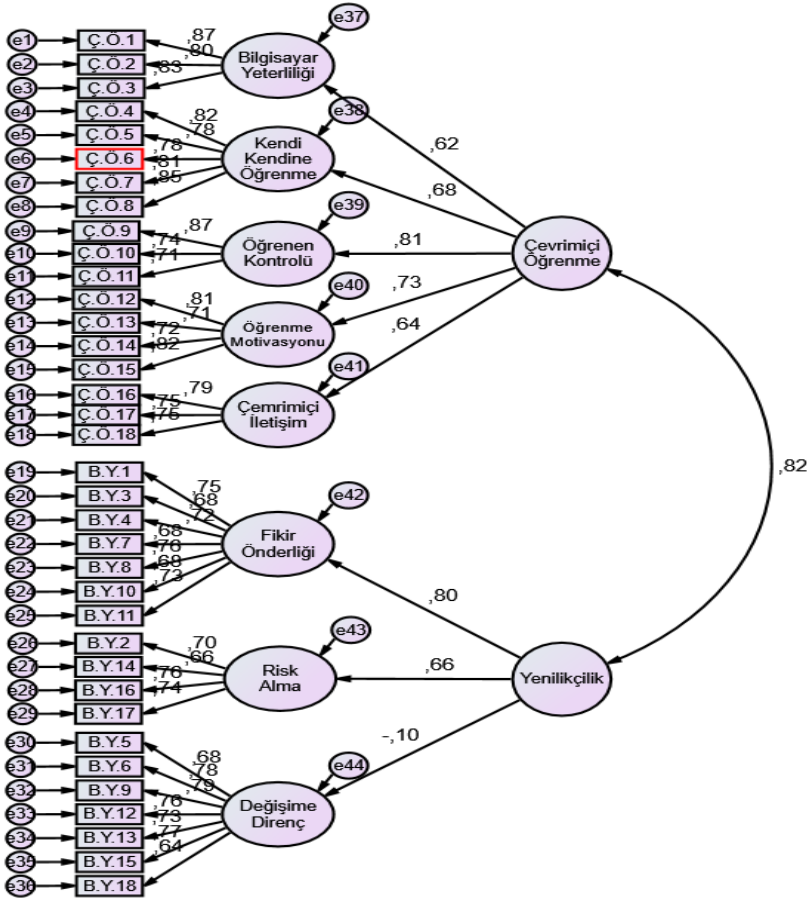 e1
Ç.Ö.1
e2
Ç.Ö.2
e3
Ç.Ö.3
,87
,80
,83
Bilgisayar
Yeterliliği
e37
e4
Ç.Ö.4
e5
Ç.Ö.5
e6
Ç.Ö.6
e7
Ç.Ö.7
e8
Ç.Ö.8
,82
,78
,78
,81
,85
Kendi
Kendine
Öğrenme
e38
e9
Ç.Ö.9
e10
Ç.Ö.10
e11
Ç.Ö.11
,87
,74
,71
Öğrenen
Kontrolü
e39
e12
Ç.Ö.12
e13
Ç.Ö.13
e14
Ç.Ö.14
e15
Ç.Ö.15
,81
,71
,72
,82
Öğrenme
Motivasyonu
e40
e16
Ç.Ö.16
e17
Ç.Ö.17
e18
Ç.Ö.18
,79
,75
,75
Çemrimiçi
İletişim
e41
,62
,68
,81
,73
,64
Çevrimiçi
Öğrenme
,82
e19
B.Y.1
e20
B.Y.3
e21
B.Y.4
e22
B.Y.7
e23
B.Y.8
e24
B.Y.10
e25
B.Y.11
,75
,68
,72
,68
,76
,68
,73
Fikir
Önderliği
e42
e26
B.Y.2
e27
B.Y.14
e28
B.Y.16
e29
B.Y.17
,70
,66
,76
,74
Risk
Alma
e43
e30
B.Y.5
e31
B.Y.6
e32
B.Y.9
e33
B.Y.12
e34
B.Y.13
e35
B.Y.15
e36
B.Y.18
,68
,78
,79
,76
,73
,77
,64
Değişime
Direnç
e44
,80
,66
-,10
Yenilikçilik